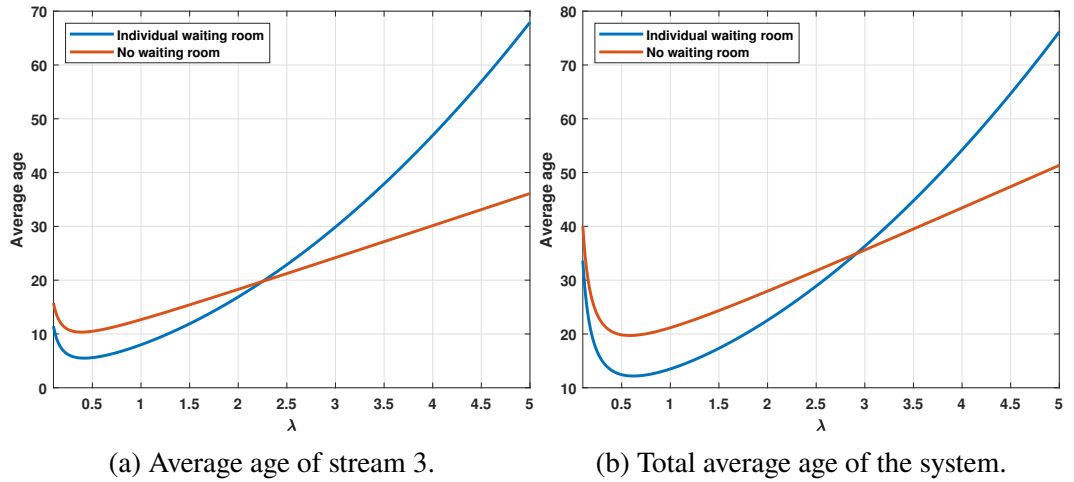 70
60
50
40
30
20
10
0
Average age
Individual waiting room
No waiting room
0.5 1 1.5 2 2.5 3 3.5 4 4.5 5
λ
(a) Average age of stream 3.
80
70
60
50
40
30
20
10
Average age
Individual waiting room
No waiting room
0.5 1 1.5 2 2.5 3 3.5 4 4.5 5
λ
(b) Total average age of the system.